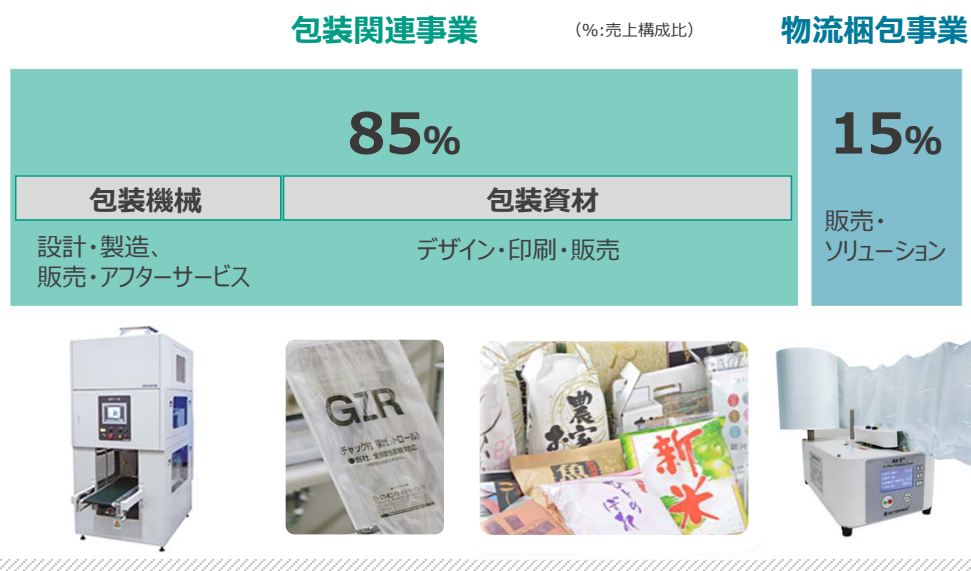 包装関連事業
(%:売上構成比)
物流梱包事業
85%
15%
包装機械
包装資材
設計・製造、
販売・アフターサービス
デザイン・印刷・販売
販売・
ソリューション
GZR
農家
新
米
魚